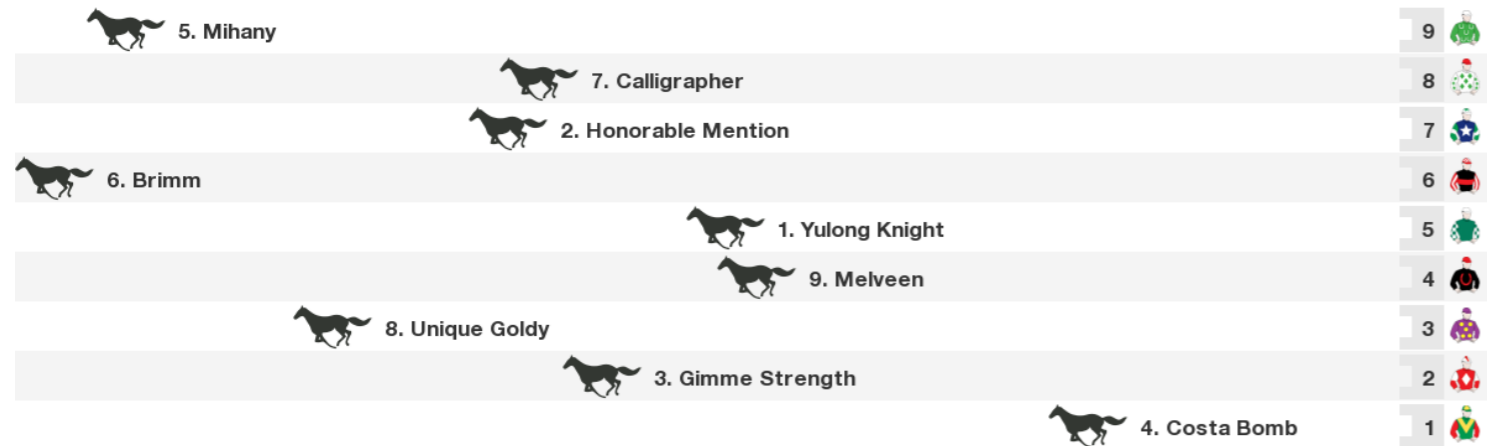 5. Mihany 9
7. Calligrapher 8
2. Honorable Mention 7
6. Brimm 6
1. Yulong Knight 5
9. Melveen 4
8. Unique Goldy 3
3. Gimme Strength 2
4. Costa Bomb 1